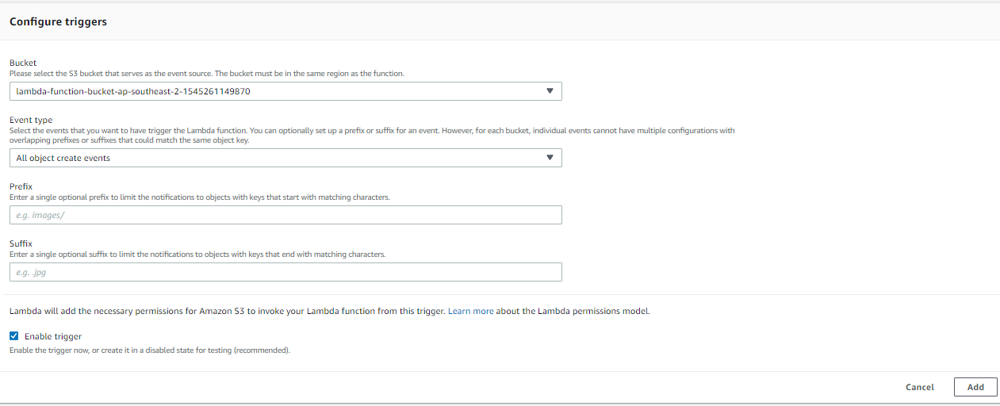 Configure triggers
Bucket
Please select the S3 bucket that serves as the event source. The bucket must be in the same region as the function.
lambda-function-bucket-ap-southeast-2-1545261149870
Event type
Select the events that you want to have trigger the Lambda function. You can optionally set up a prefix or suffix for an event. However, for each bucket, individual events cannot have multiple configurations with
overlapping prefixes or suffixes that could match the same object key.
All object create events
Prefix
Enter a single optional prefix to limit the notifications to objects with keys that start with matching characters.
e.g. images/
Suffix
Enter a single optional suffix to limit the notifications to objects with keys that end with matching characters.
e.g. .jpg
Lambda will add the necessary permissions for Amazon S3 to invoke your Lambda function from this trigger. Learn more about the Lambda permissions model.
Enable trigger
Enable the trigger now, or create it in a disabled state for testing (recommended).
Cancel Add